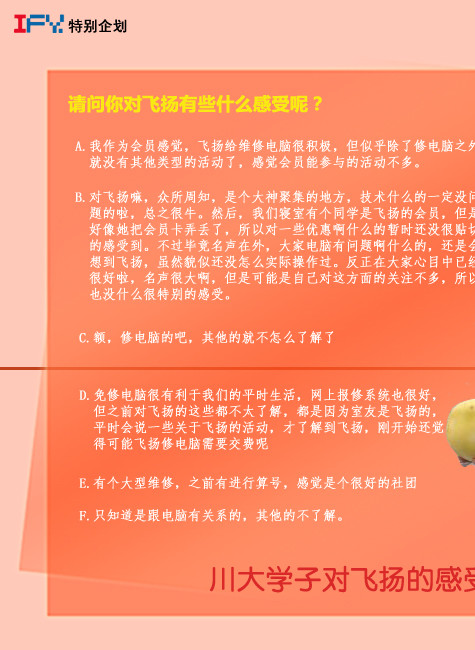 IFY 特别企划
请问你对飞扬有些什么感受呢？
A.我作为会员感觉，飞扬给维修电脑很积极，但似乎除了修电脑之外
就没有其他类型的活动了，感觉会员能参与的活动不多。
B.对飞扬嘛，众所周知，是个大神聚集的地方，技术什么的一定没问
题的啦，总之很牛。然后，我们寝室有个同学是飞扬的会员，但是
好像她把会员卡弄丢了，所以对一些优惠啊什么的暂时还没很贴切
的感受到。不过毕竟名声在外，大家电脑有问题啊什么的，还是会
想到飞扬，虽然貌似还没怎么实际操作过。反正在大家心目中已经
很好啦，名声很大啊，但是可能是自己对这方面的关注不多，所以
也没什么很特别的感受。
C.额，修电脑的吧，其他的就不怎么了解了
D.免修电脑很有利于我们的平时生活，网上报修系统也很好，
但之前对飞扬的这些都不太了解，都是因为室友是飞扬的，
平时会说一些关于飞扬的活动，才了解到飞扬，刚开始还觉
得可能飞扬修电脑需要交费呢
E.有个大型维修，之前有进行算号，感觉是个很好的社团
F.只知道是跟电脑有关系的，其他的不了解。
川大学子对飞扬的感受